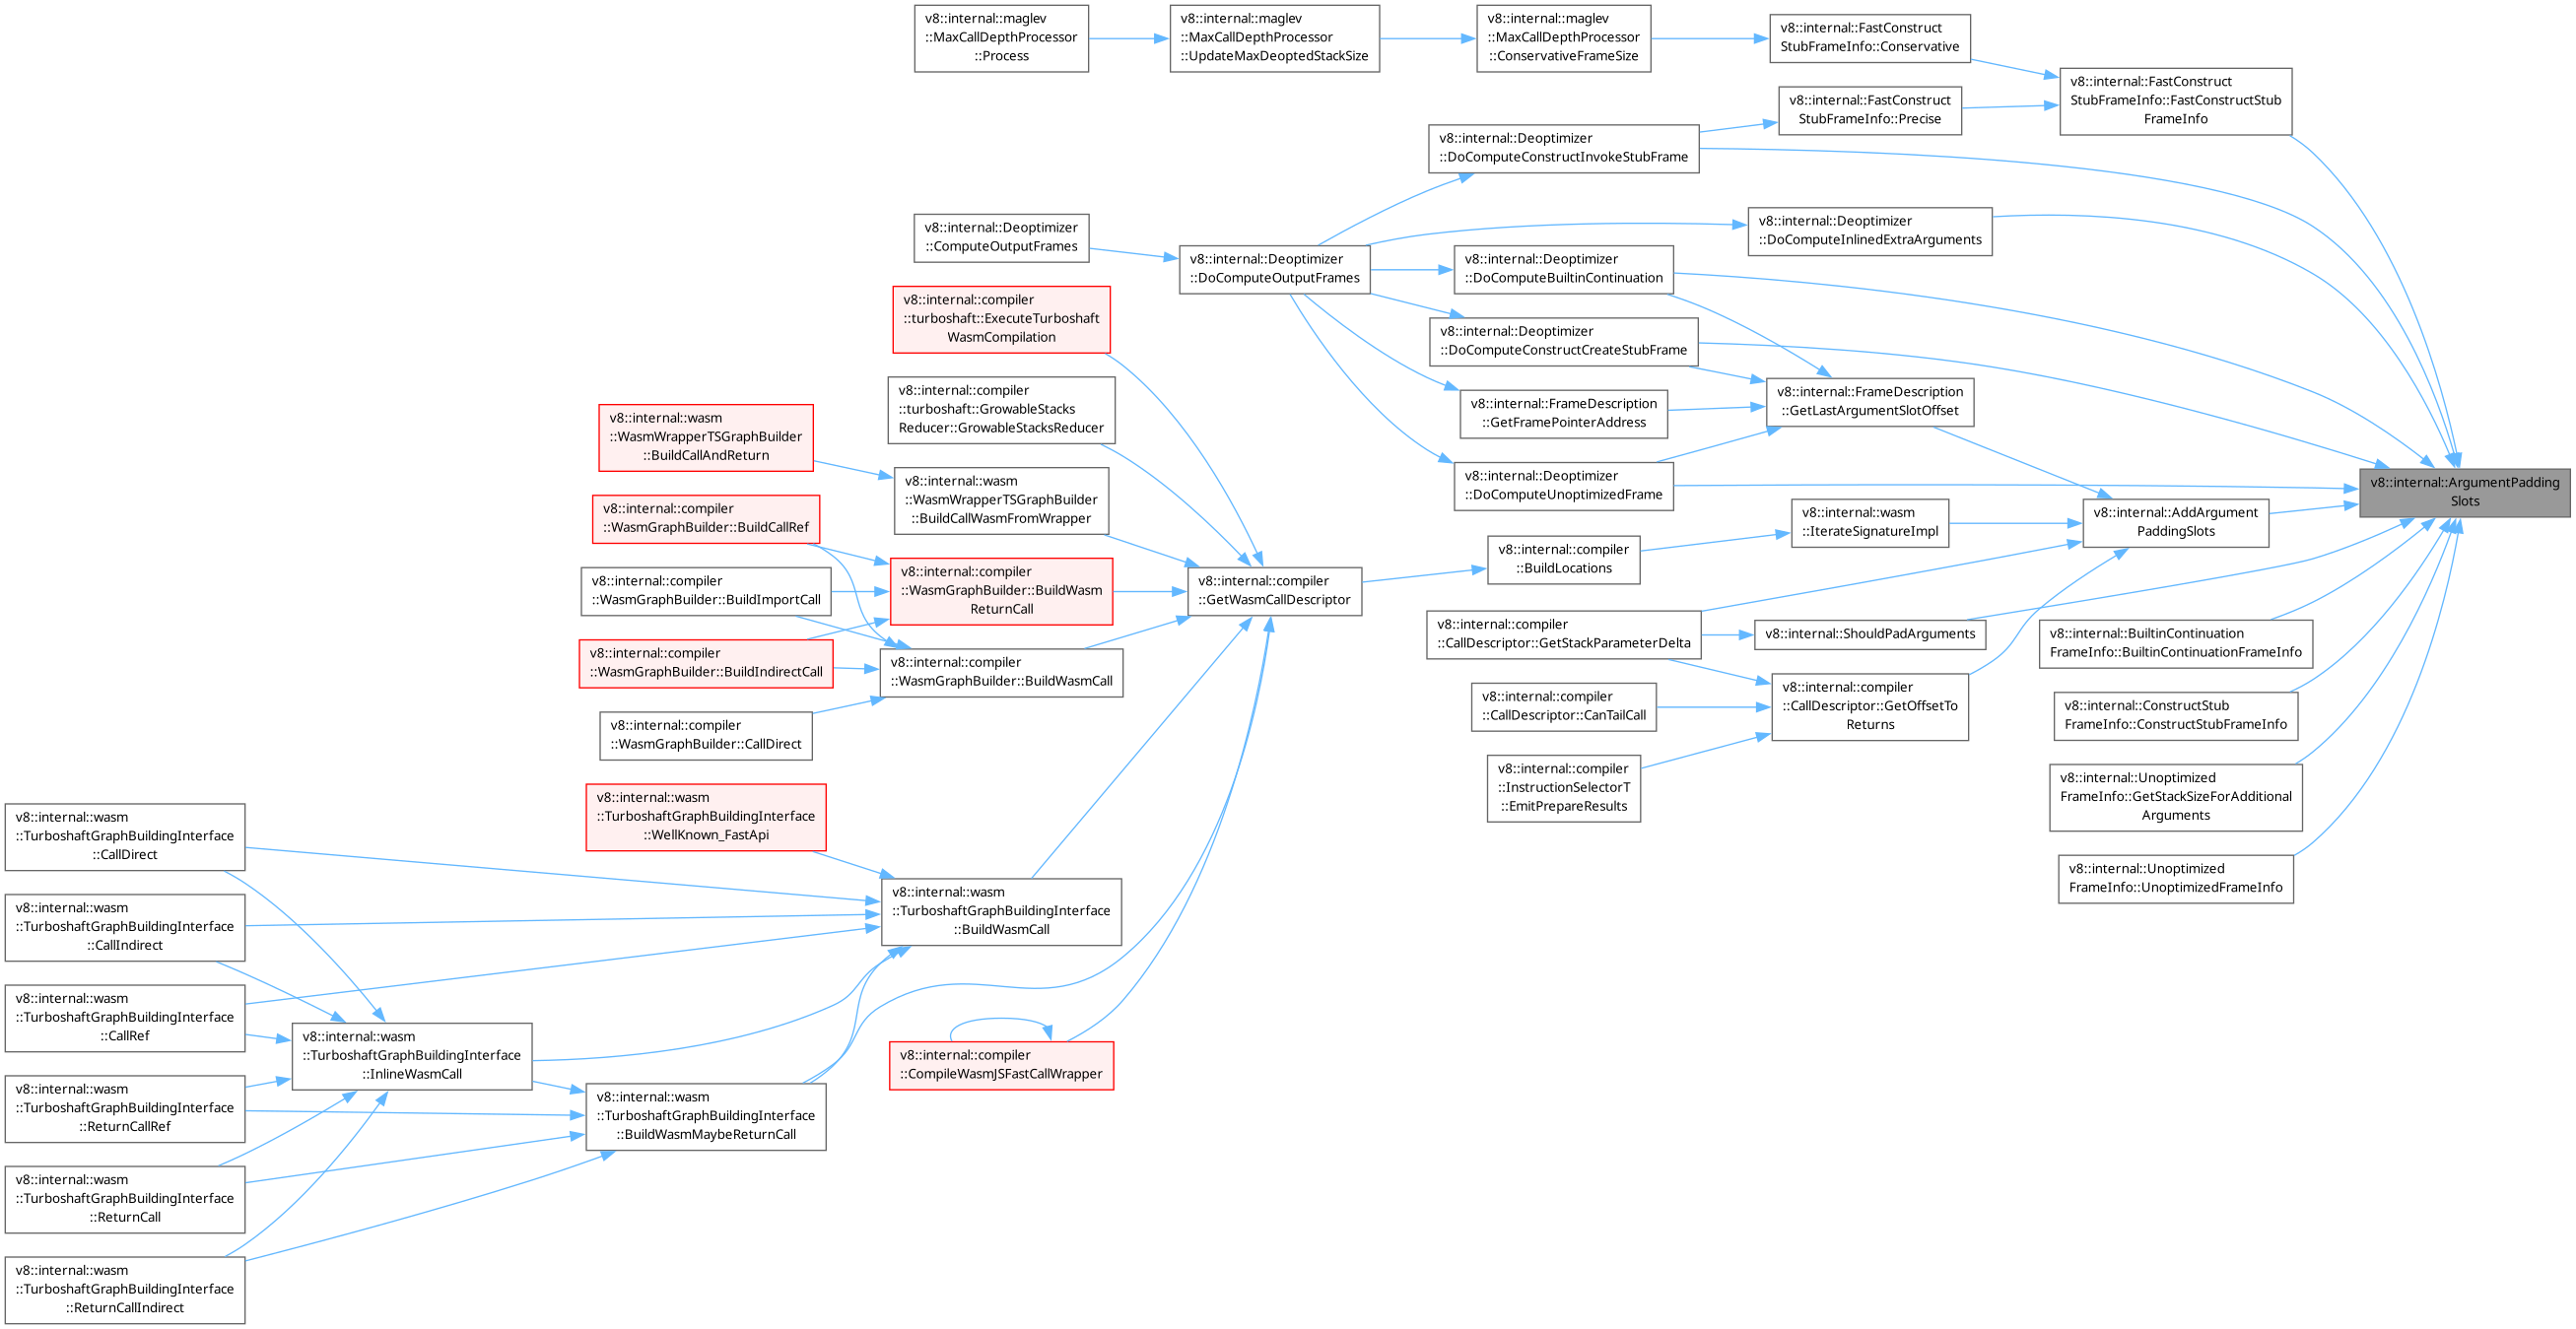 v8::internal::maglev
::MaxCallDepthProcessor
::Process
v8::internal::maglev
::MaxCallDepthProcessor
::UpdateMaxDeoptedStackSize
v8::internal::maglev
::MaxCallDepthProcessor
::ConservativeFrameSize
v8::internal::FastConstruct
StubFrameInfo::Conservative
v8::internal::FastConstruct
StubFrameInfo::FastConstructStub
FrameInfo
v8::internal::FastConstruct
StubFrameInfo::Precise
v8::internal::Deoptimizer
::DoComputeConstructInvokeStubFrame
v8::internal::Deoptimizer
::ComputeOutputFrames
v8::internal::Deoptimizer
::DoComputeInlinedExtraArguments
v8::internal::Deoptimizer
::DoComputeOutputFrames
v8::internal::Deoptimizer
::DoComputeBuiltinContinuation
v8::internal::compiler
::turboshaft::ExecuteTurboshaft
WasmCompilation
v8::internal::Deoptimizer
::DoComputeConstructCreateStubFrame
v8::internal::compiler
::turboshaft::GrowableStacks
Reducer::GrowableStacksReducer
v8::internal::FrameDescription
::GetFramePointerAddress
v8::internal::FrameDescription
::GetLastArgumentSlotOffset
v8::internal::wasm
::WasmWrapperTSGraphBuilder
::BuildCallAndReturn
v8::internal::wasm
::WasmWrapperTSGraphBuilder
::BuildCallWasmFromWrapper
v8::internal::Deoptimizer
::DoComputeUnoptimizedFrame
v8::internal::ArgumentPadding
Slots
v8::internal::compiler
::WasmGraphBuilder::BuildCallRef
v8::internal::wasm
::IterateSignatureImpl
v8::internal::AddArgument
PaddingSlots
v8::internal::compiler
::BuildLocations
v8::internal::compiler
::WasmGraphBuilder::BuildImportCall
v8::internal::compiler
::WasmGraphBuilder::BuildWasm
ReturnCall
v8::internal::compiler
::GetWasmCallDescriptor
v8::internal::compiler
::CallDescriptor::GetStackParameterDelta
v8::internal::ShouldPadArguments
v8::internal::BuiltinContinuation
FrameInfo::BuiltinContinuationFrameInfo
v8::internal::compiler
::WasmGraphBuilder::BuildIndirectCall
v8::internal::compiler
::WasmGraphBuilder::BuildWasmCall
v8::internal::compiler
::CallDescriptor::CanTailCall
v8::internal::compiler
::CallDescriptor::GetOffsetTo
Returns
v8::internal::ConstructStub
FrameInfo::ConstructStubFrameInfo
v8::internal::compiler
::WasmGraphBuilder::CallDirect
v8::internal::compiler
::InstructionSelectorT
::EmitPrepareResults
v8::internal::Unoptimized
FrameInfo::GetStackSizeForAdditional
Arguments
v8::internal::wasm
::TurboshaftGraphBuildingInterface
::WellKnown_FastApi
v8::internal::Unoptimized
FrameInfo::UnoptimizedFrameInfo
v8::internal::wasm
::TurboshaftGraphBuildingInterface
::CallDirect
v8::internal::wasm
::TurboshaftGraphBuildingInterface
::BuildWasmCall
v8::internal::wasm
::TurboshaftGraphBuildingInterface
::CallIndirect
v8::internal::wasm
::TurboshaftGraphBuildingInterface
::CallRef
v8::internal::wasm
::TurboshaftGraphBuildingInterface
::InlineWasmCall
v8::internal::compiler
::CompileWasmJSFastCallWrapper
v8::internal::wasm
::TurboshaftGraphBuildingInterface
::ReturnCallRef
v8::internal::wasm
::TurboshaftGraphBuildingInterface
::BuildWasmMaybeReturnCall
v8::internal::wasm
::TurboshaftGraphBuildingInterface
::ReturnCall
v8::internal::wasm
::TurboshaftGraphBuildingInterface
::ReturnCallIndirect